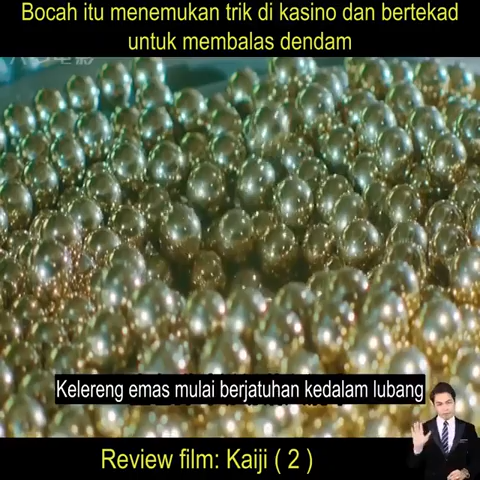 Bocah itu menemukan trik di kasino dan bertekad
untuk membalas dendam
Kelereng emas mulai berjatuhan kedalam lubang
Review film: Kaiji ( 2 )